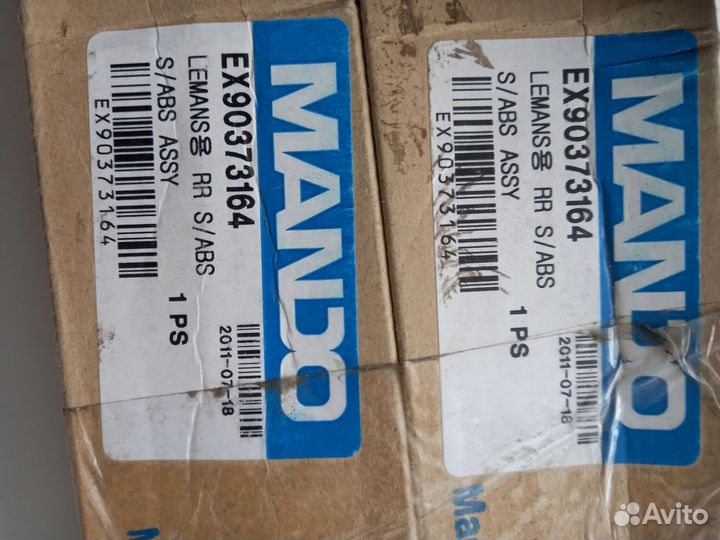 MANDO
EX90373164
LEMANS용 RR S/ABS
S/ABS ASSY
1 PS
EX90373164
2011-07-18
MANDO
EX90373164
LEMANS용 RR S/ABS
S/ABS ASSY
1 PS
EX90373164
2011-07-18
Avito